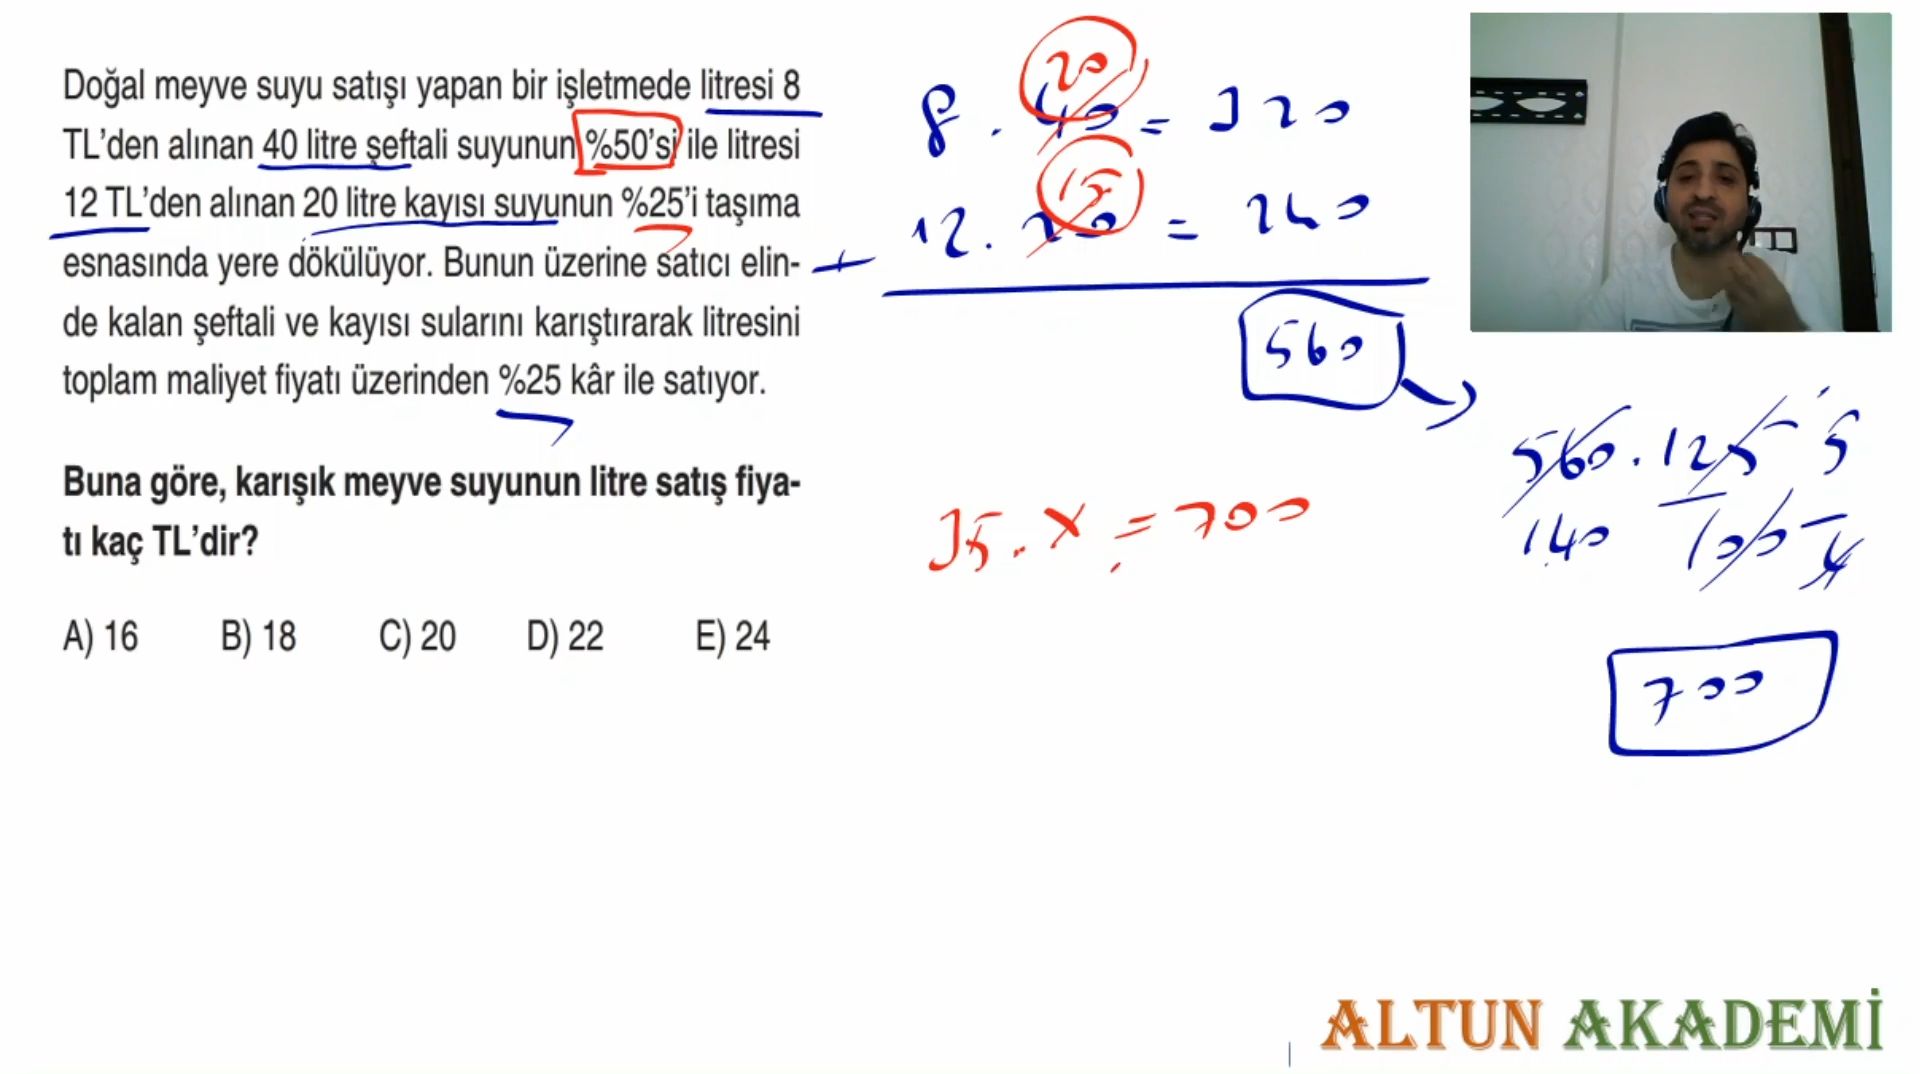 Doğal meyve suyu satışı yapan bir işletmede litresi 8
TL’den alınan 40 litre şeftali suyunun %50’si ile litresi
12 TL’den alınan 20 litre kayısı suyunun %25’i taşıma
esnasında yere dökülüyor. Bunun üzerine satıcı elin-
de kalan şeftali ve kayısı sularını karıştırarak litresini
toplam maliyet fiyatı üzerinden %25 kâr ile satıyor.
Buna göre, karışık meyve suyunun litre satış fiya-
tı kaç TL’dir?
A) 16 B) 18 C) 20 D) 22 E) 24
20
8 . 40 = 320
15
12 . 20 = 240
+
560
560 . 125 5
140 100 4
700
35 . x = 700
ALTUN AKADEMİ